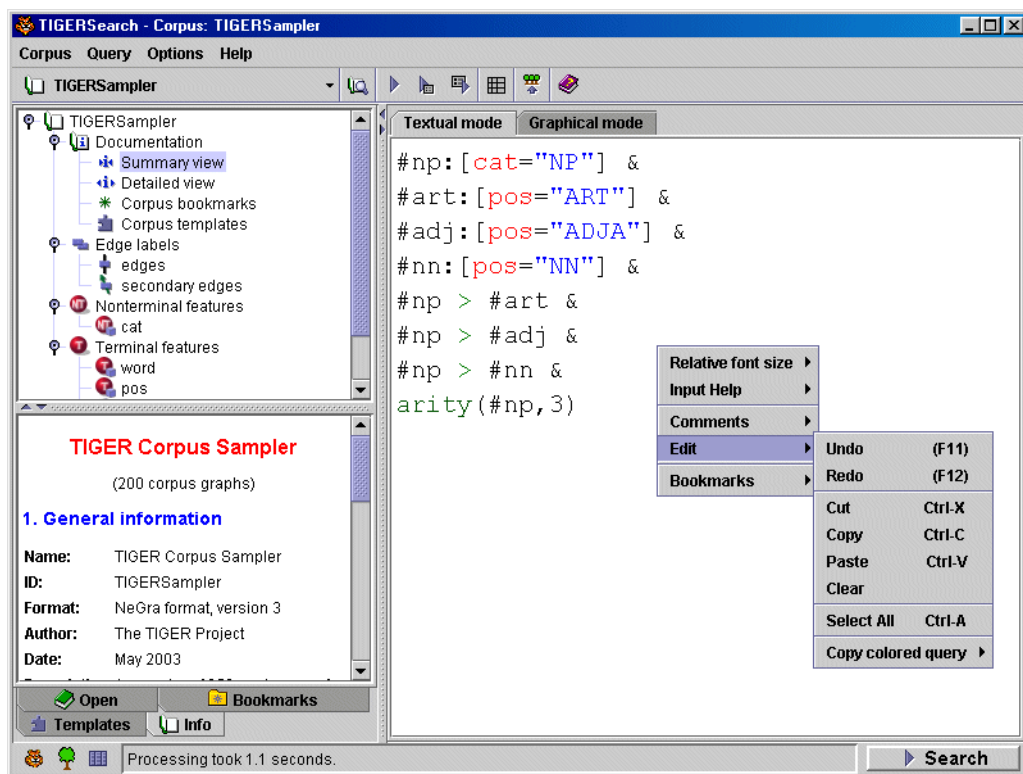 TIGERSearch - Corpus: TIGERSampler
Corpus Query Options Help
TIGERSampler
TIGERSampler
Documentation
Summary view
Detailed view
Corpus bookmarks
Corpus templates
Edge labels
edges
secondary edges
NT Nonterminal features
NT cat
T Terminal features
T word
T pos
TIGER Corpus Sampler
(200 corpus graphs)
1. General information
Name: TIGER Corpus Sampler
ID: TIGERSampler
Format: NeGra format, version 3
Author: The TIGER Project
Date: May 2003
Open Bookmarks
Templates Info
Textual mode Graphical mode
#np:[cat="NP"] &
#art:[pos="ART"] &
#adj:[pos="ADJA"] &
#nn:[pos="NN"] &
#np > #art &
#np > #adj &
#np > #nn &
arity(#np,3)
Relative font size
Input Help
Comments
Edit
Bookmarks
Undo (F11)
Redo (F12)
Cut Ctrl-X
Copy Ctrl-C
Paste Ctrl-V
Clear
Select All Ctrl-A
Copy colored query
Processing took 1.1 seconds.
Search